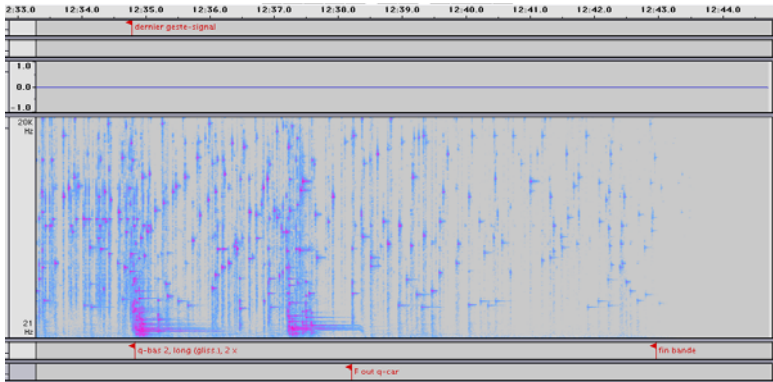 2:33.0 12:34.0 12:35.0 12:36.0 12:37.0 12:30.0 12:39.0 12:40.0 12:41.0 12:42.0 12:43.0 12:44.0
dernier geste-signal
1.0
0.0
-1.0
20K
Hz
21
Hz
q-bas 2, long (gliss.), 2 x
fin bande
F out q-car